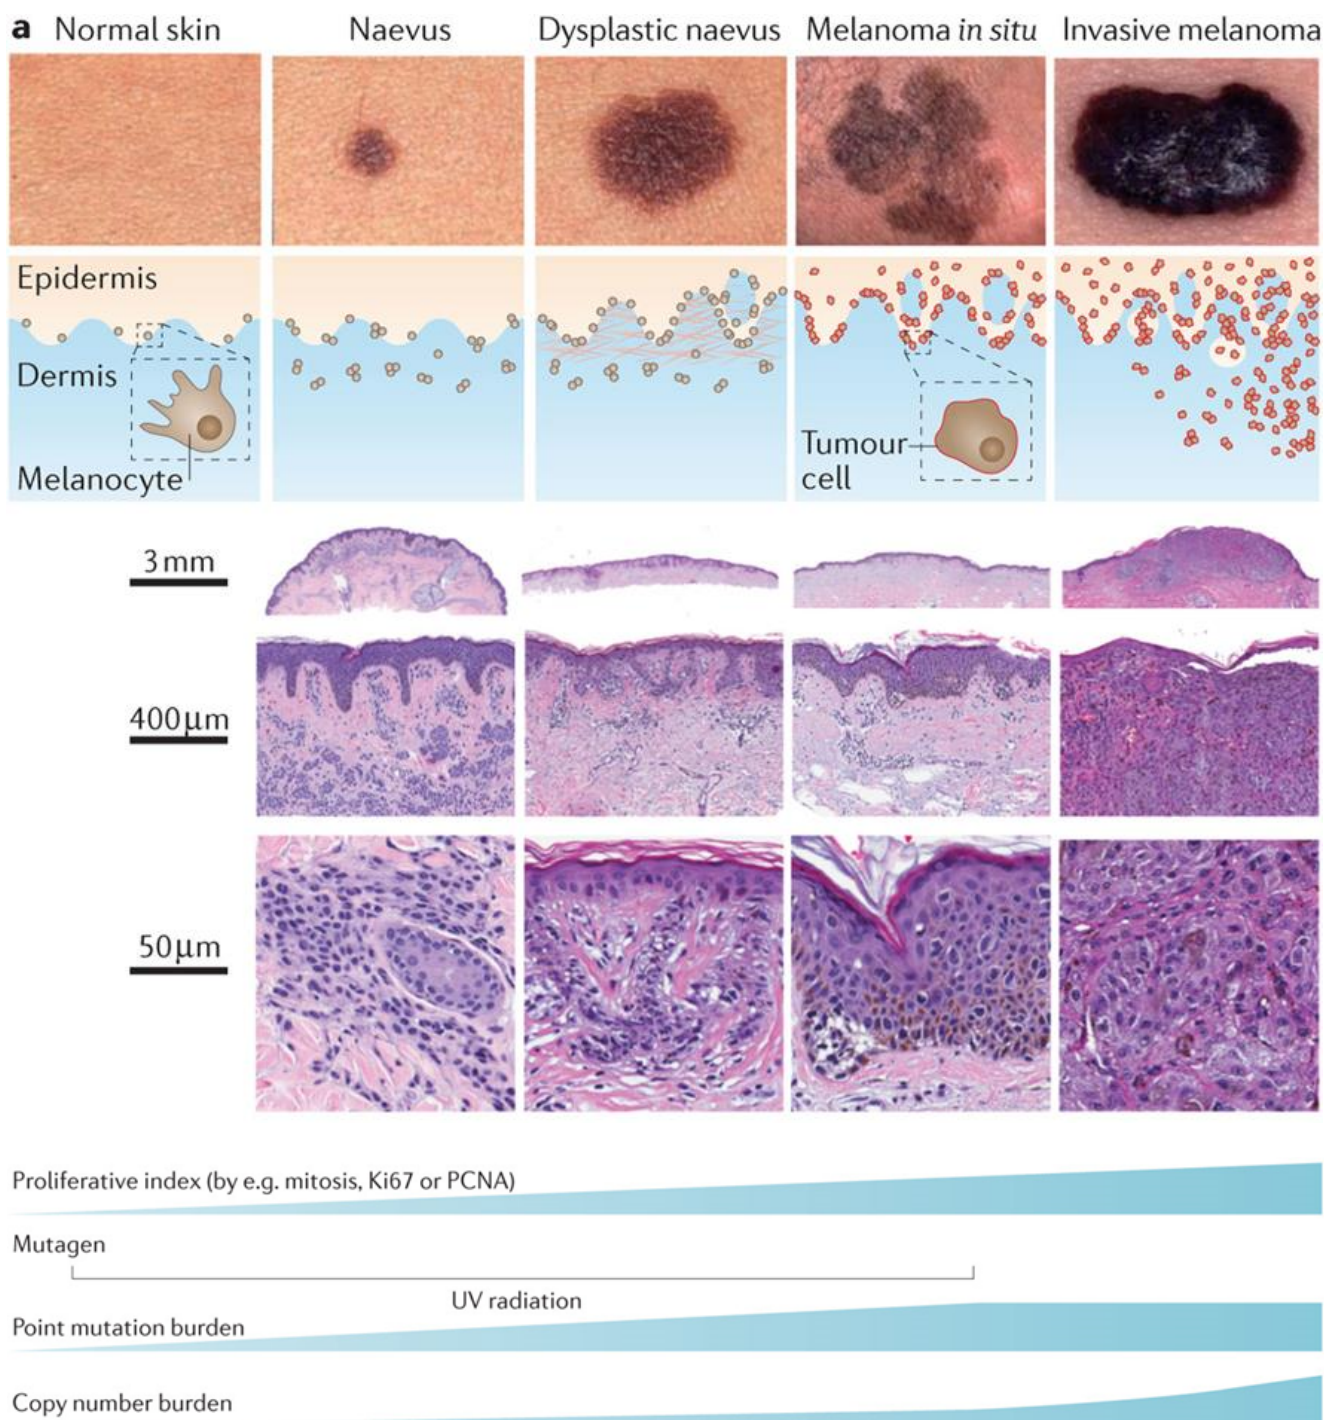 a Normal skin Naevus Dysplastic naevus Melanoma in situ Invasive melanoma
Epidermis
Dermis
Melanocyte
Tumour
cell
3 mm
400 μm
50 μm
Proliferative index (by e.g. mitosis, Ki67 or PCNA)
Mutagen
UV radiation
Point mutation burden
Copy number burden